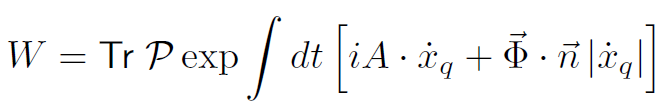 W = Tr 𝒫 exp ∫ dt [ iA · ẋ_q + Φ⃗ · n⃗ |ẋ_q| ]